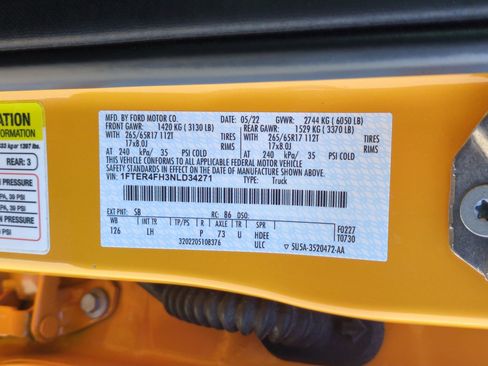 MFD. BY FORD MOTOR CO. 05/22 GVWR: 2744 KG ( 6050 LB)
FRONT GAWR: 1420 KG ( 3130 LB) REAR GAWR: 1529 KG ( 3370 LB)
WITH 265/65R17 112T TIRES WITH 265/65R17 112T TIRES
17x8.0J RIMS 17x8.0J RIMS
AT 240 kPa/ 35 PSI COLD AT 240 kPa/ 35 PSI COLD
THIS VEHICLE CONFORMS TO ALL APPLICABLE FEDERAL MOTOR VEHICLE
SAFETY STANDARDS IN EFFECT ON THE DATE OF MANUFACTURE SHOWN ABOVE.
VIN: 1FTER4FH3NLD34271 TYPE: Truck
EXT PNT: SB RC: 86 DSO:
WB INT TR TP/PS R AXLE TR SPR F0227
126 LH P 73 U HDEE T0730
3202205108376 ULC 5U5A-3520472-AA
ATION
FORMATION
REAR: 3
PRESSURE
PSI
PSI